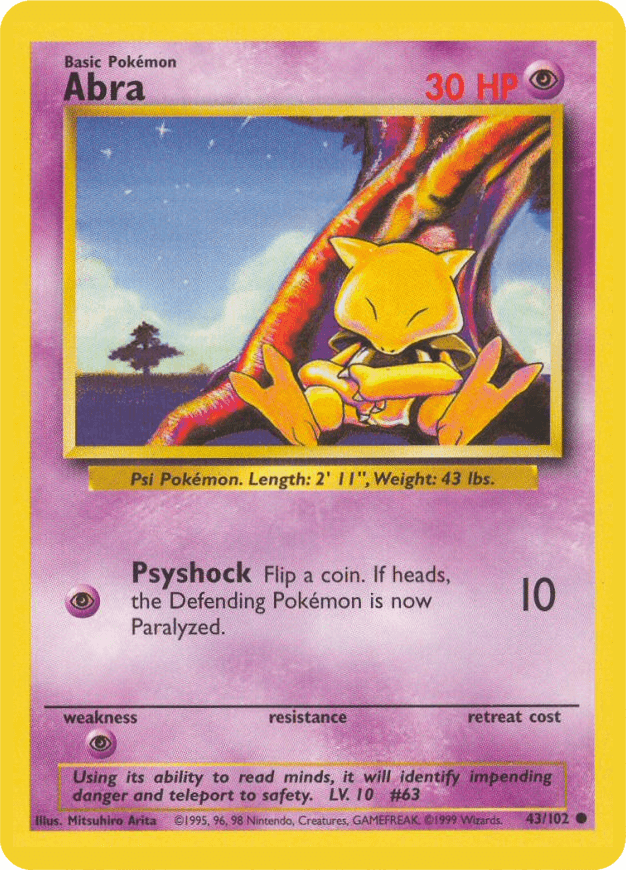 Basic Pokémon
Abra
30 HP
Psi Pokémon. Length: 2' 11", Weight: 43 lbs.
Psyshock Flip a coin. If heads,
the Defending Pokémon is now
Paralyzed.
10
weakness resistance retreat cost
Using its ability to read minds, it will identify impending
danger and teleport to safety. LV. 10 #63
Illus. Mitsuhiro Arita ©1995, 96, 98 Nintendo, Creatures, GAMEFREAK. ©1999 Wizards. 43/102